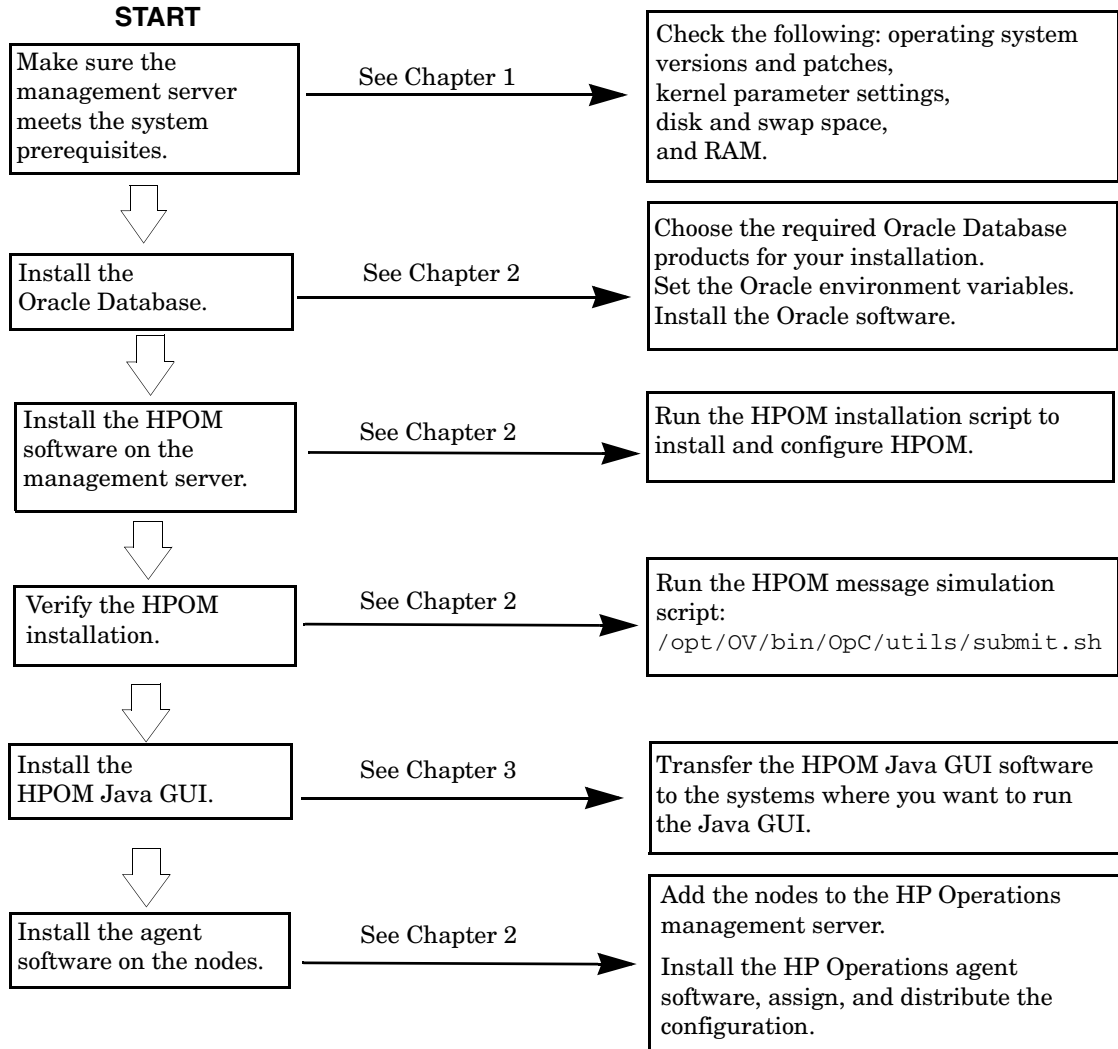 START
Make sure the
management server
meets the system
prerequisites.
See Chapter 1
Check the following: operating system
versions and patches,
kernel parameter settings,
disk and swap space,
and RAM.
Install the
Oracle Database.
See Chapter 2
Choose the required Oracle Database
products for your installation.
Set the Oracle environment variables.
Install the Oracle software.
Install the HPOM
software on the
management server.
See Chapter 2
Run the HPOM installation script to
install and configure HPOM.
Verify the HPOM
installation.
See Chapter 2
Run the HPOM message simulation
script:
/opt/OV/bin/OpC/utils/submit.sh
Install the
HPOM Java GUI.
See Chapter 3
Transfer the HPOM Java GUI software
to the systems where you want to run
the Java GUI.
Install the agent
software on the nodes.
See Chapter 2
Add the nodes to the HP Operations
management server.
Install the HP Operations agent
software, assign, and distribute the
configuration.